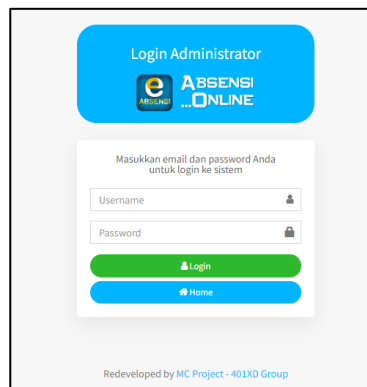 Login Administrator
e
ABSENSI
ABSENSI
...ONLINE
Masukkan email dan password Anda
untuk login ke sistem
Username
Password
Login
Home
Redeveloped by MC Project - 401XD Group